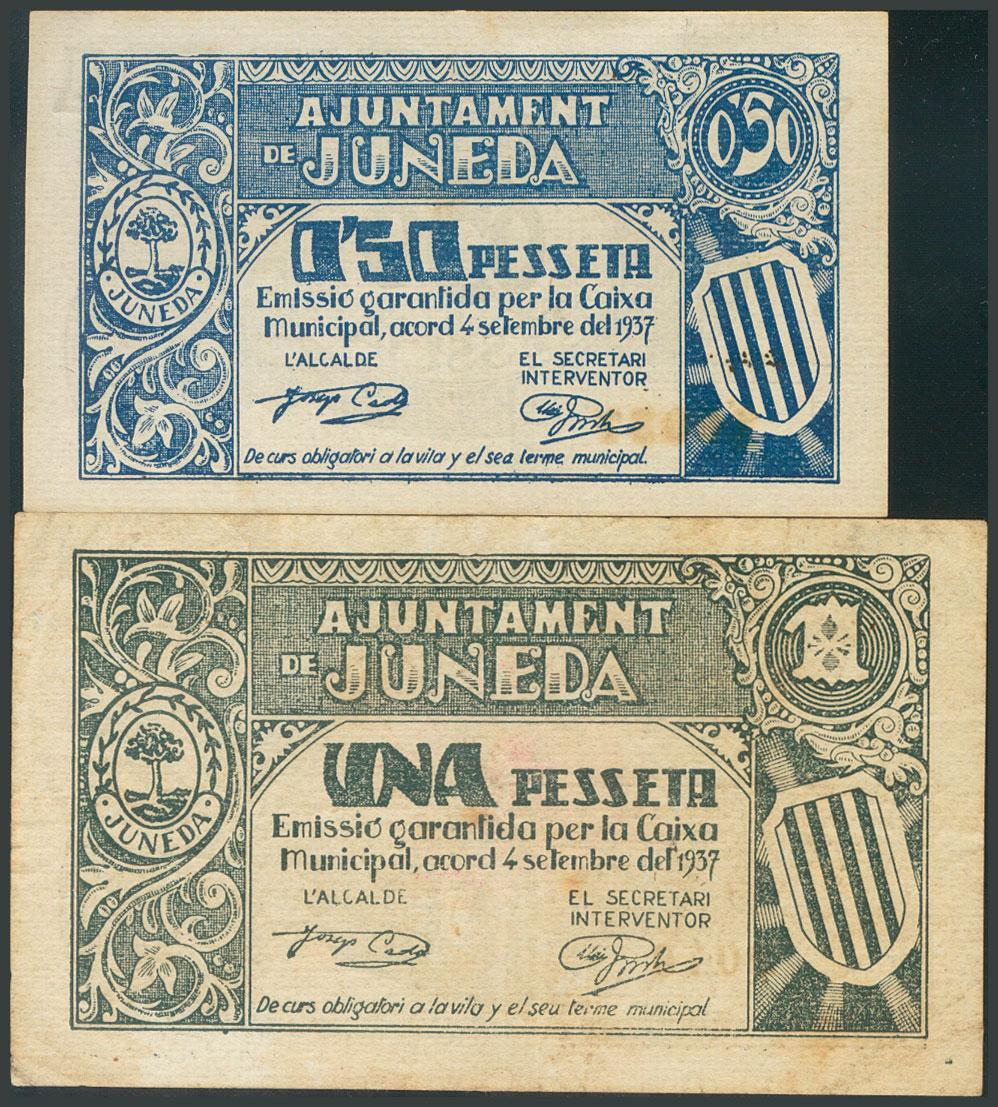 AJUNTAMENT
DE JUNEDA
0'50
JUNEDA
0'50 PESSETA
Emissió garantida per la Caixa
Municipal, acord 4 setembre del 1937
L'ALCALDE
EL SECRETARI
INTERVENTOR
Josep
De curs obligatori a la vila y el seu terme municipal.
AJUNTAMENT
DE JUNEDA
1
JUNEDA
UNA PESSETA
Emissió garantida per la Caixa
Municipal, acord 4 setembre del 1937
L'ALCALDE
EL SECRETARI
INTERVENTOR
Josep
De curs obligatori a la vila y el seu terme municipal